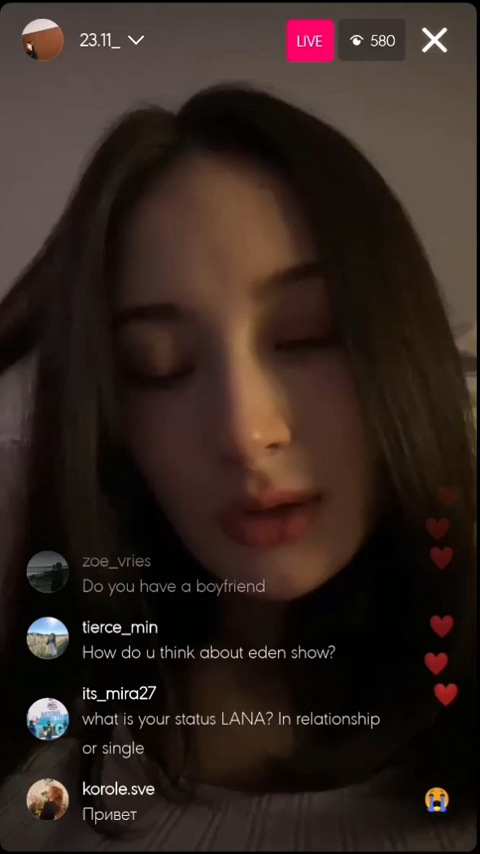 23.11_
LIVE
580
zoe_vries
Do you have a boyfriend
tierce_min
How do u think about eden show?
its_mira27
what is your status LANA? In relationship
or single
korole.sve
Привет